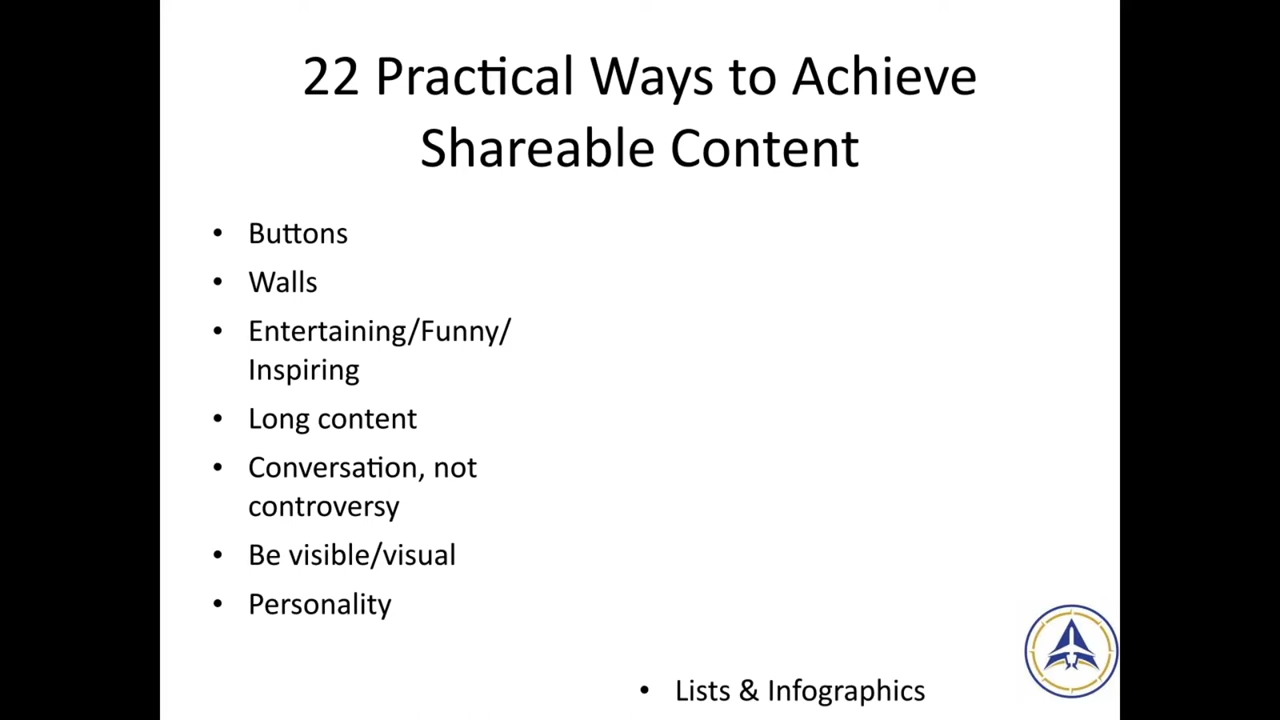 22 Practical Ways to Achieve
Shareable Content
• Buttons
• Walls
• Entertaining/Funny/
Inspiring
• Long content
• Conversation, not
controversy
• Be visible/visual
• Personality
• Lists & Infographics